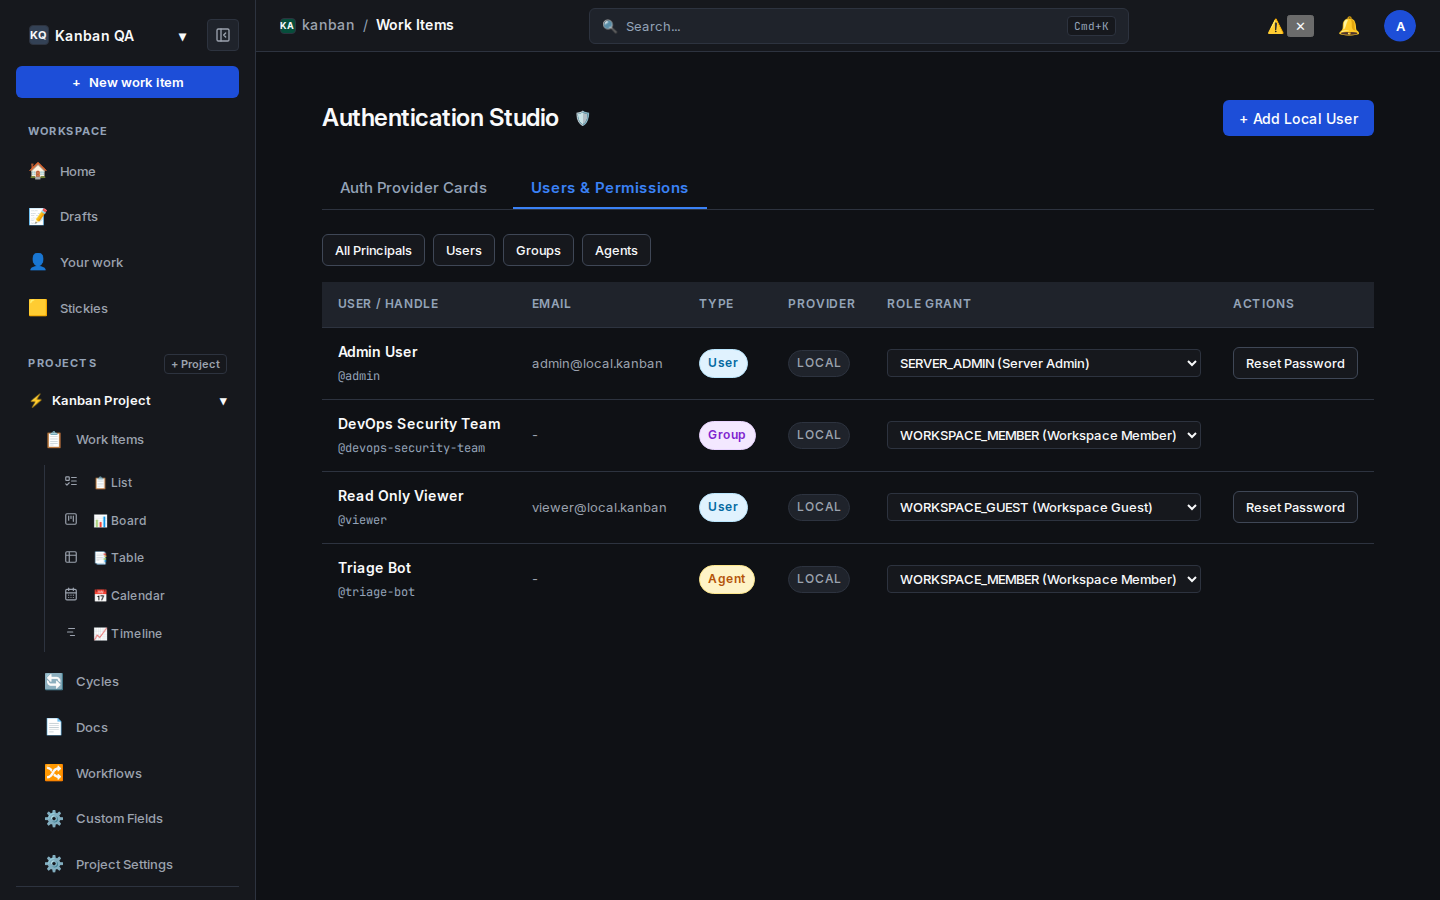 KQ Kanban QA ▾
+ New work item
WORKSPACE
Home
Drafts
Your work
Stickies
PROJECTS
+ Project
Kanban Project ▾
Work Items
List
Board
Table
Calendar
Timeline
Cycles
Docs
Workflows
Custom Fields
Project Settings
KA kanban / Work Items
Search...
Cmd+K
✕
A
Authentication Studio
+ Add Local User
Auth Provider Cards
Users & Permissions
All Principals
Users
Groups
Agents
USER / HANDLE EMAIL TYPE PROVIDER ROLE GRANT ACTIONS
Admin User
@admin
admin@local.kanban
User
LOCAL
SERVER_ADMIN (Server Admin)
Reset Password
DevOps Security Team
@devops-security-team
-
Group
LOCAL
WORKSPACE_MEMBER (Workspace Member)
Read Only Viewer
@viewer
viewer@local.kanban
User
LOCAL
WORKSPACE_GUEST (Workspace Guest)
Reset Password
Triage Bot
@triage-bot
-
Agent
LOCAL
WORKSPACE_MEMBER (Workspace Member)